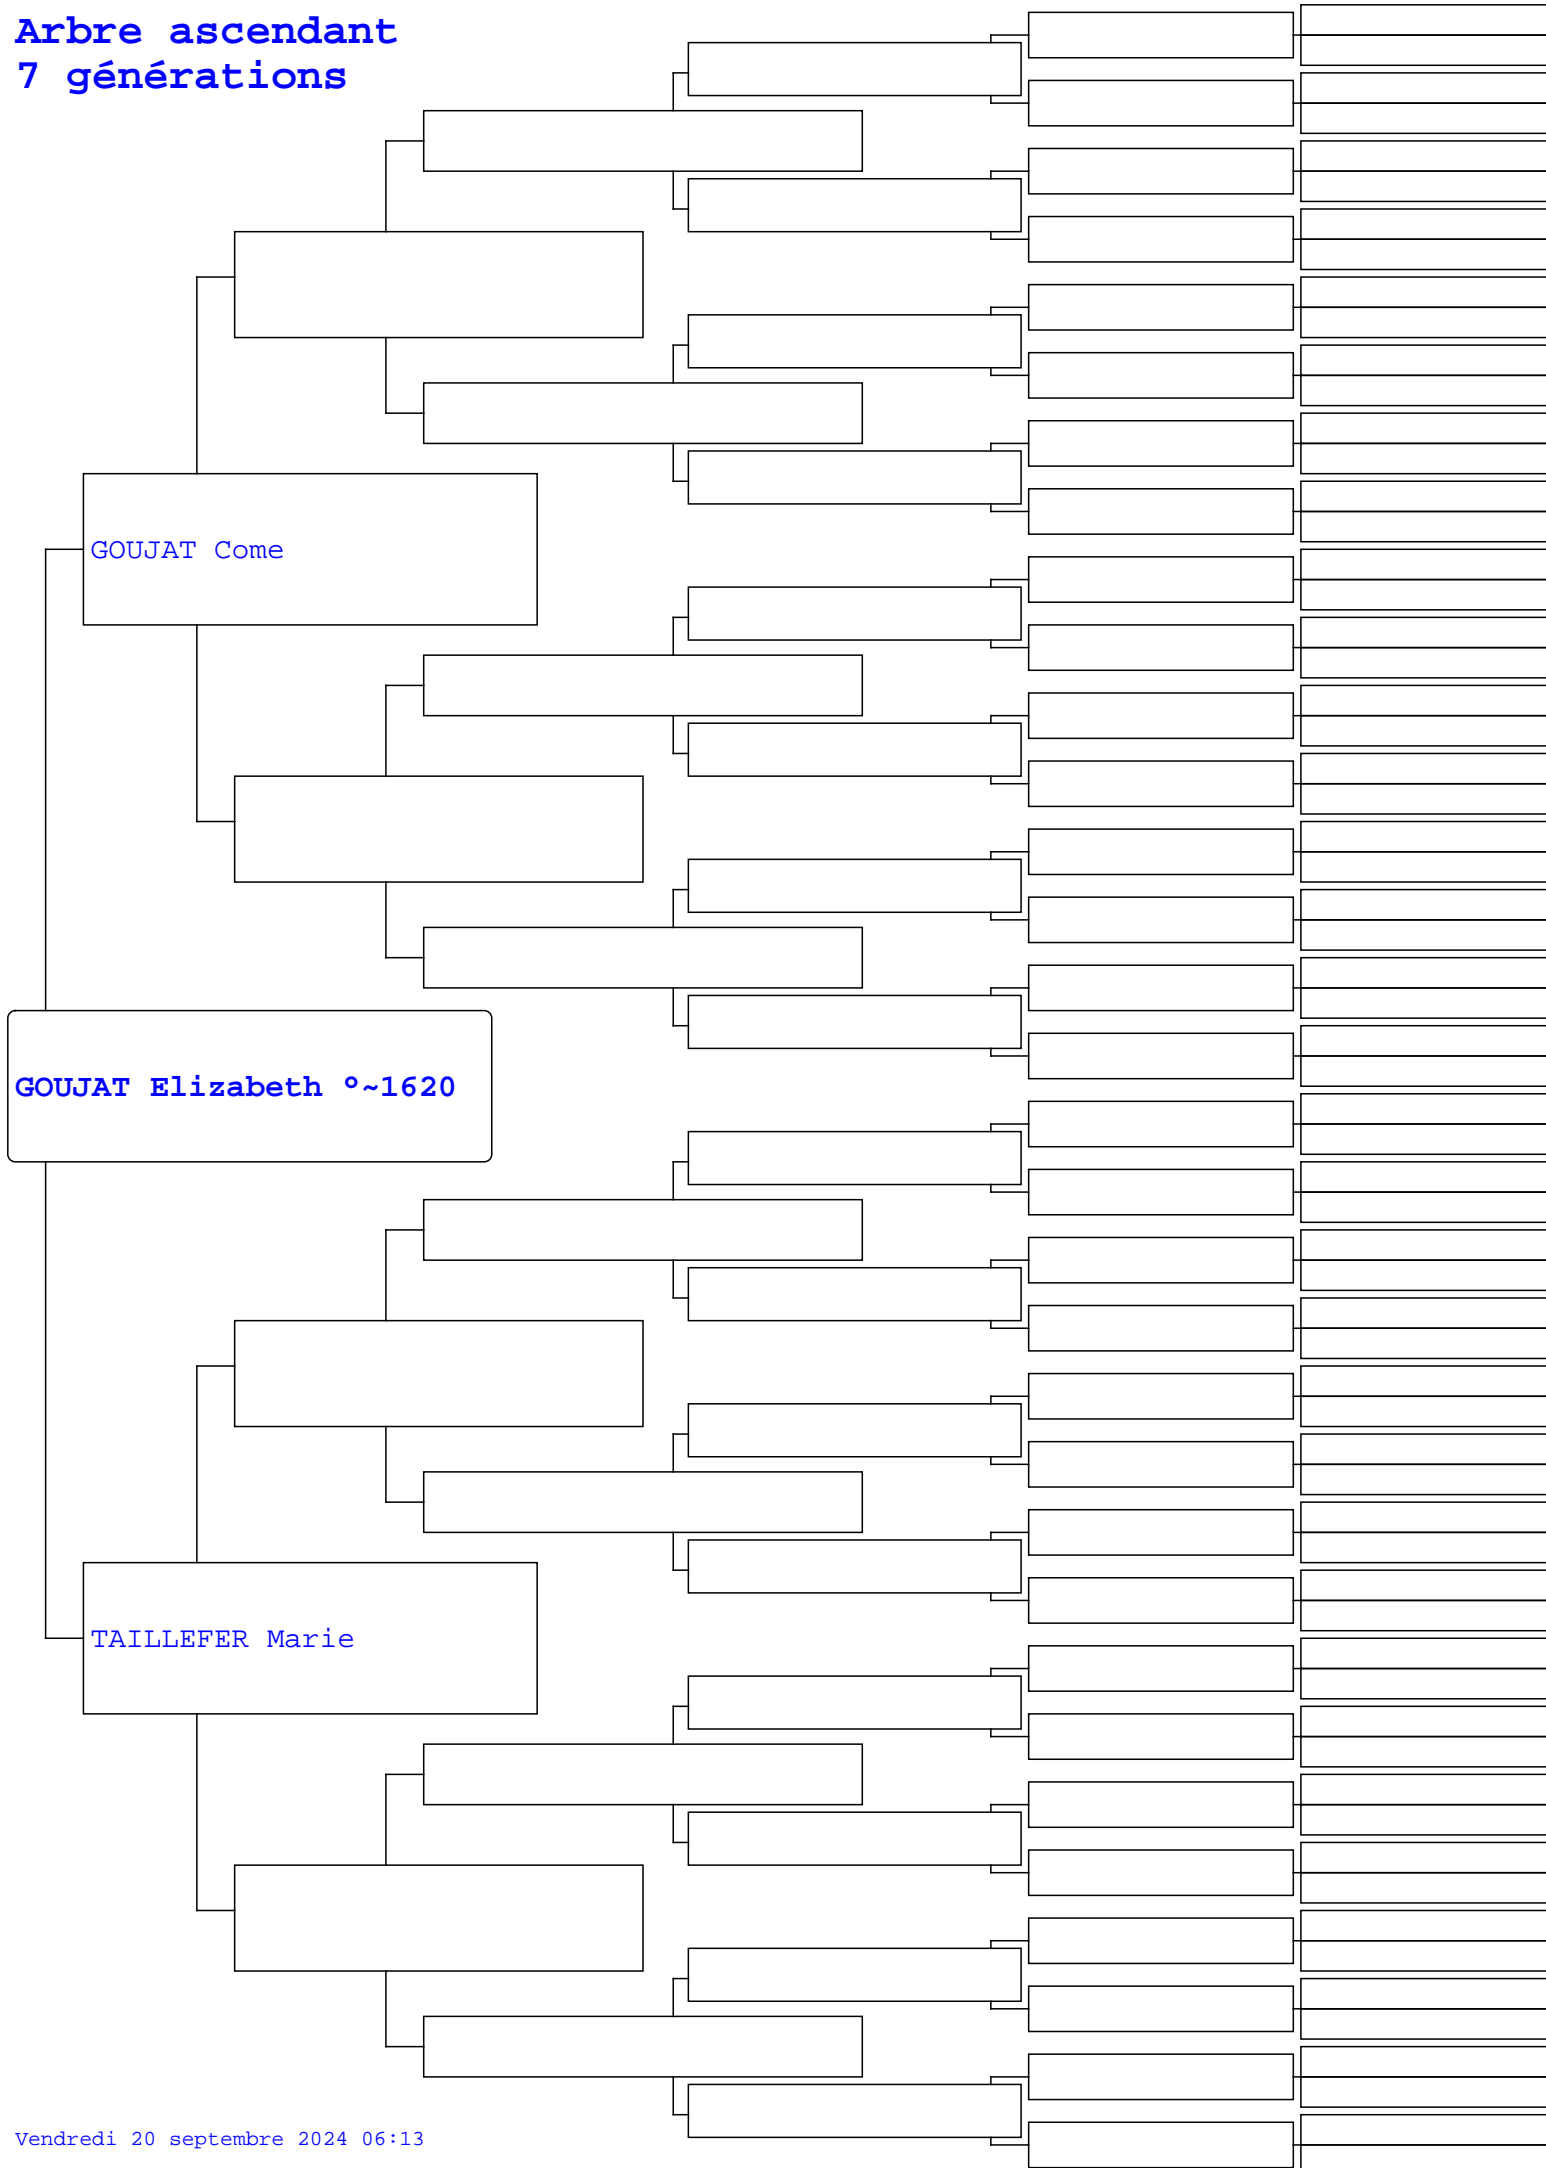 Arbre ascendant
7 générations
GOUJAT Come
GOUJAT Elizabeth °~1620
TAILLEFER Marie
Vendredi 20 septembre 2024 06:13